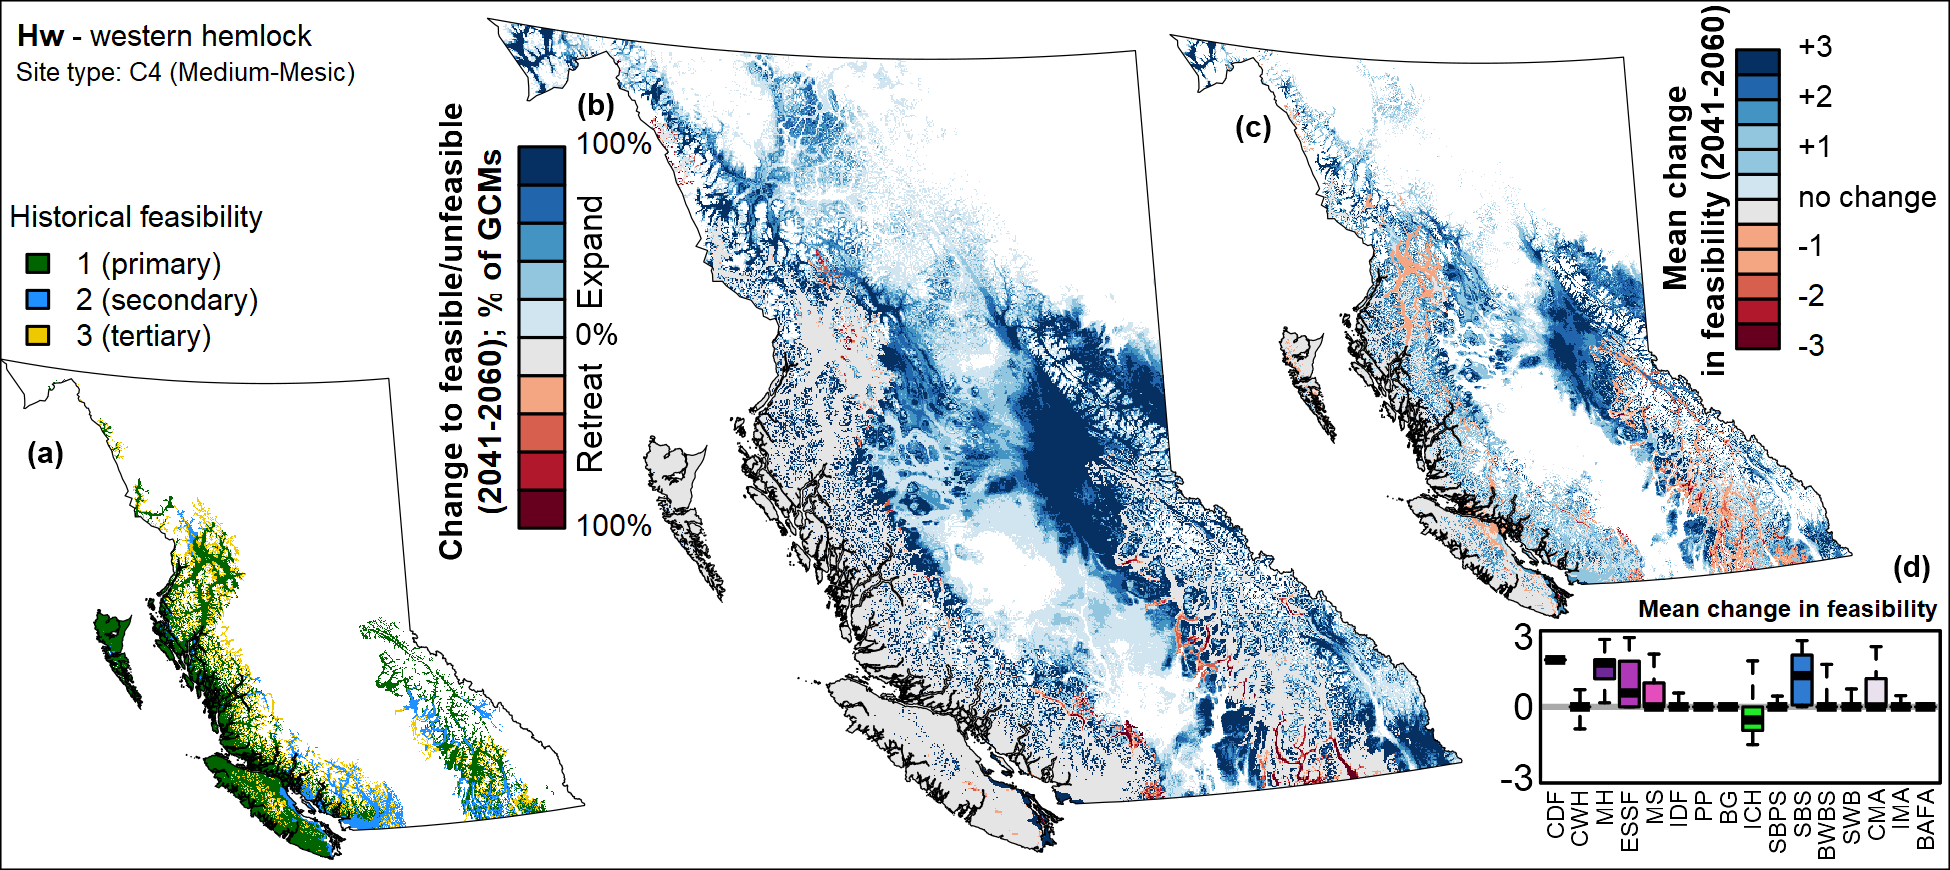 Hw - western hemlock
Site type: C4 (Medium-Mesic)
Historical feasibility
1 (primary)
2 (secondary)
3 (tertiary)
(a)
Change to feasible/unfeasible
(2041-2060); % of GCMs
100%
Expand
0%
Retreat
100%
(b)
(c)
Mean change
in feasibility (2041-2060)
+3
+2
+1
no change
-1
-2
-3
(d)
Mean change in feasibility
3
0
-3
CDF
CWH
MH
ESSF
MS
IDF
PP
BG
ICH
SBPS
SBS
BWBS
SWB
CMA
IMA
BAFA